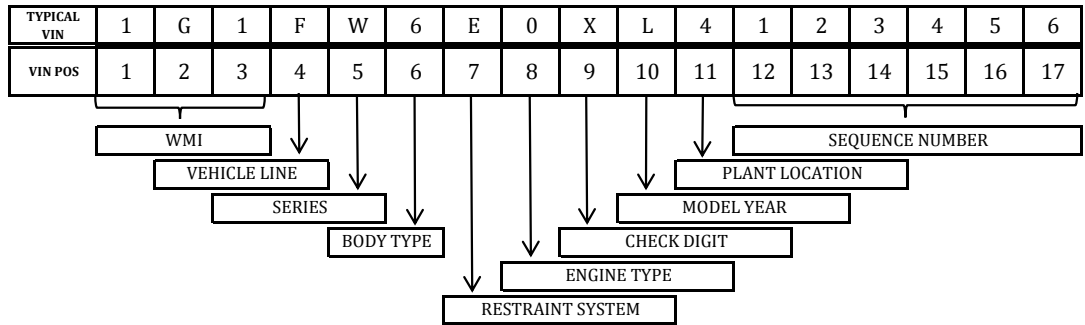 TYPICAL VIN 1 G 1 F W 6 E 0 X L 4 1 2 3 4 5 6
VIN POS 1 2 3 4 5 6 7 8 9 10 11 12 13 14 15 16 17
WMI SEQUENCE NUMBER
VEHICLE LINE PLANT LOCATION
SERIES MODEL YEAR
BODY TYPE CHECK DIGIT
ENGINE TYPE
RESTRAINT SYSTEM